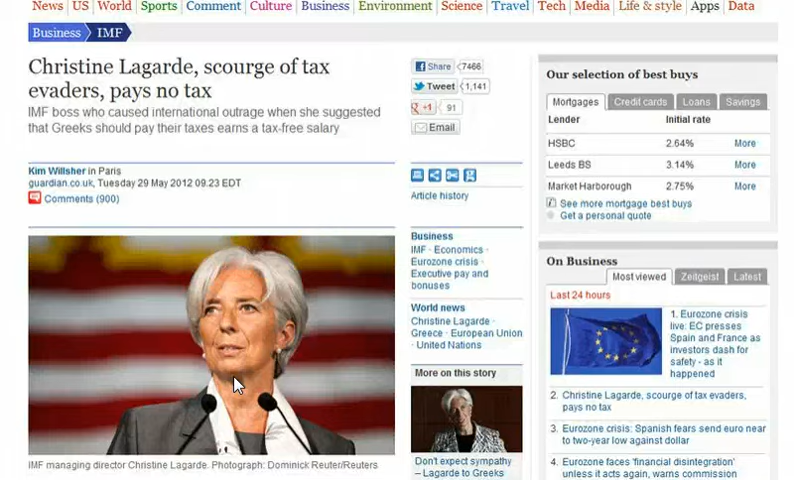 News US World Sports Comment Culture Business Environment Science Travel Tech Media Life & style Apps Data
Business IMF
Christine Lagarde, scourge of tax
evaders, pays no tax
IMF boss who caused international outrage when she suggested
that Greeks should pay their taxes earns a tax-free salary
Kim Willsher in Paris
guardian.co.uk, Tuesday 29 May 2012 09.23 EDT
Comments (900)
IMF managing director Christine Lagarde. Photograph: Dominick Reuter/Reuters
Share 7466
Tweet 1,141
+1 91
Email
Article history
Business
IMF · Economics ·
Eurozone crisis ·
Executive pay and
bonuses
World news
Christine Lagarde ·
Greece · European Union
· United Nations
More on this story
Don't expect sympathy
– Lagarde to Greeks
Our selection of best buys
Mortgages Credit cards Loans Savings
Lender Initial rate
HSBC 2.64% More
Leeds BS 3.14% More
Market Harborough 2.75% More
See more mortgage best buys
Get a personal quote
On Business
Most viewed Zeitgeist Latest
Last 24 hours
1. Eurozone crisis
live: EC presses
Spain and France as
investors dash for
safety - as it
happened
2. Christine Lagarde, scourge of tax evaders,
pays no tax
3. Eurozone crisis: Spanish fears send euro near
to two-year low against dollar
4. Eurozone faces 'financial disintegration'
unless it acts again, warns commission